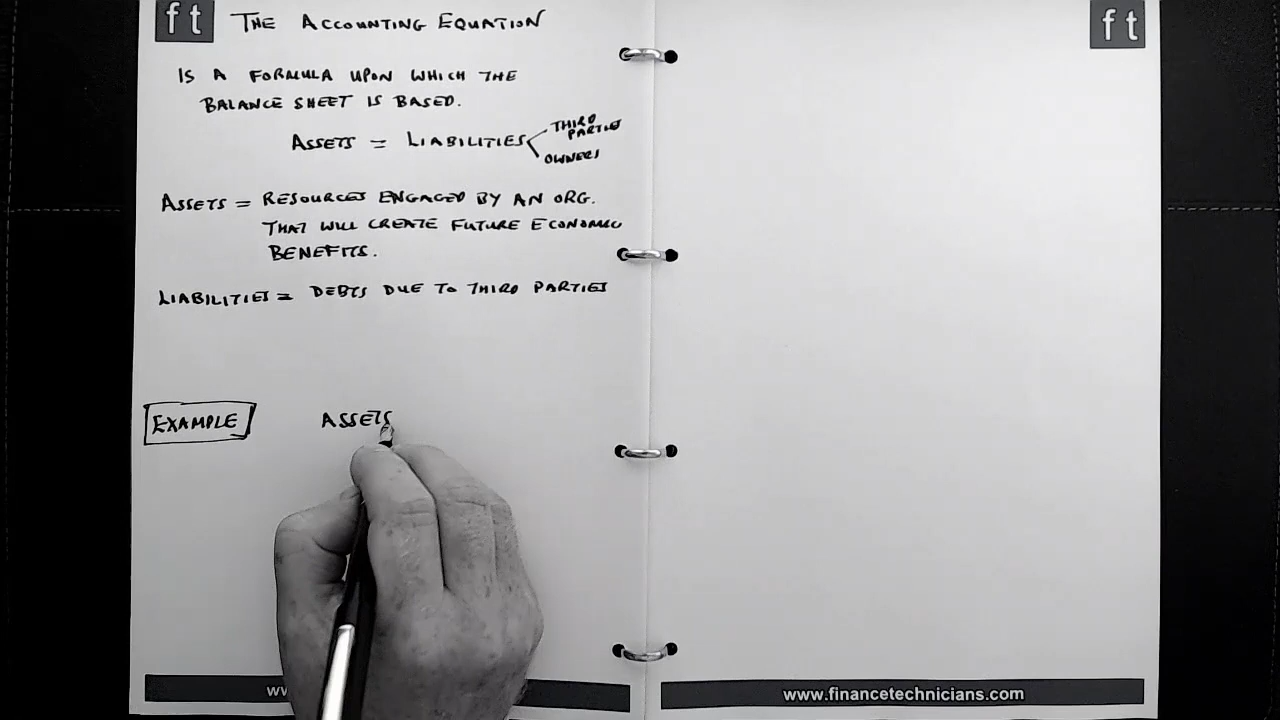 ft THE ACCOUNTING EQUATION
IS A FORMULA UPON WHICH THE
BALANCE SHEET IS BASED.
ASSETS = LIABILITIES
THIRD
PARTIES
OWNERS
ASSETS = RESOURCES ENGAGED BY AN ORG.
THAT WILL CREATE FUTURE ECONOMIC
BENEFITS.
LIABILITIES = DEBTS DUE TO THIRD PARTIES
EXAMPLE ASSETS
ft
www.financetechnicians.com